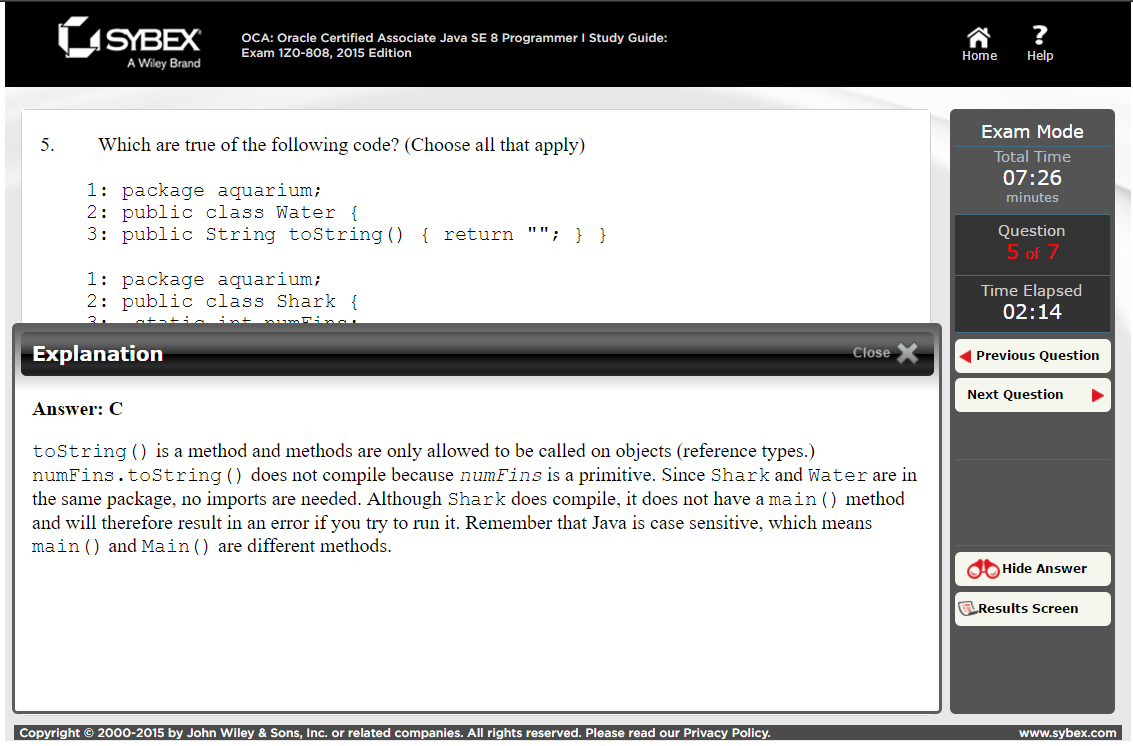 SYBEX
A Wiley Brand
OCA: Oracle Certified Associate Java SE 8 Programmer I Study Guide:
Exam 1Z0-808, 2015 Edition
Home
?
Help
5. Which are true of the following code? (Choose all that apply)
1: package aquarium;
2: public class Water {
3: public String toString() { return ""; } }
1: package aquarium;
2: public class Shark {
3: static int numFins;
Explanation
Close
Answer: C
toString() is a method and methods are only allowed to be called on objects (reference types.)
numFins.toString() does not compile because numFins is a primitive. Since Shark and Water are in
the same package, no imports are needed. Although Shark does compile, it does not have a main() method
and will therefore result in an error if you try to run it. Remember that Java is case sensitive, which means
main() and Main() are different methods.
Exam Mode
Total Time
07:26
minutes
Question
5 of 7
Time Elapsed
02:14
Previous Question
Next Question
Hide Answer
Results Screen
Copyright © 2000-2015 by John Wiley & Sons, Inc. or related companies. All rights reserved. Please read our Privacy Policy.
www.sybex.com